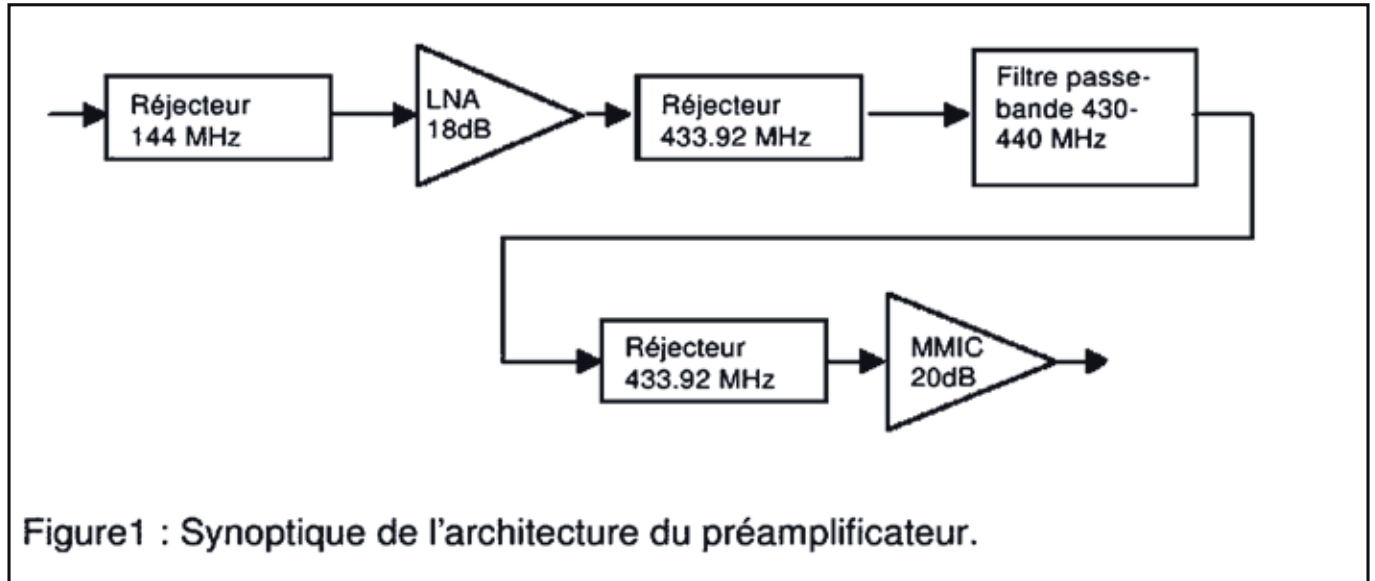 Réjecteur
144 MHz
LNA
18dB
Réjecteur
433.92 MHz
Filtre passe-
bande 430-
440 MHz
Réjecteur
433.92 MHz
MMIC
20dB
Figure1 : Synoptique de l'architecture du préamplificateur.